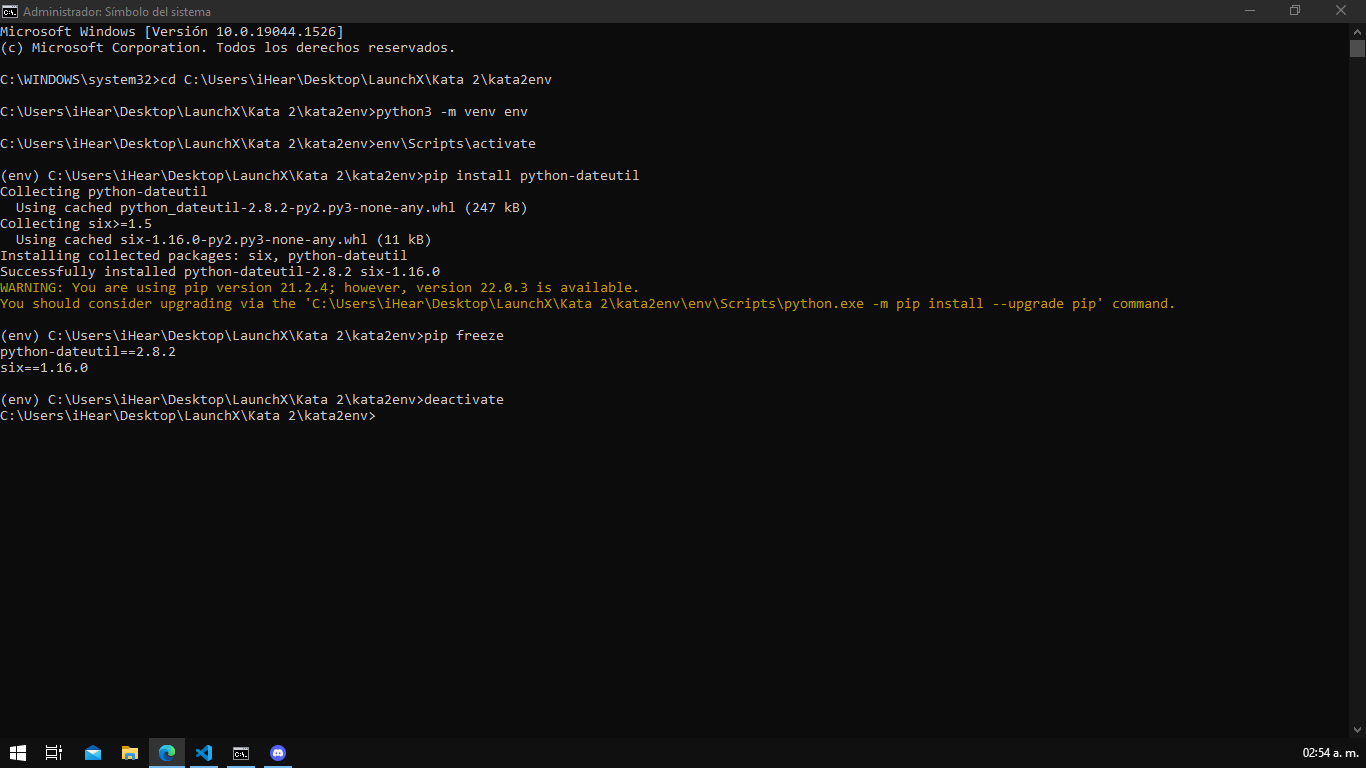 Administrador: Símbolo del sistema
Microsoft Windows [Versión 10.0.19044.1526]
(c) Microsoft Corporation. Todos los derechos reservados.
C:\WINDOWS\system32>cd C:\Users\iHear\Desktop\LaunchX\Kata 2\kata2env
C:\Users\iHear\Desktop\LaunchX\Kata 2\kata2env>python3 -m venv env
C:\Users\iHear\Desktop\LaunchX\Kata 2\kata2env>env\Scripts\activate
(env) C:\Users\iHear\Desktop\LaunchX\Kata 2\kata2env>pip install python-dateutil
Collecting python-dateutil
  Using cached python_dateutil-2.8.2-py2.py3-none-any.whl (247 kB)
Collecting six>=1.5
  Using cached six-1.16.0-py2.py3-none-any.whl (11 kB)
Installing collected packages: six, python-dateutil
Successfully installed python-dateutil-2.8.2 six-1.16.0
WARNING: You are using pip version 21.2.4; however, version 22.0.3 is available.
You should consider upgrading via the 'C:\Users\iHear\Desktop\LaunchX\Kata 2\kata2env\env\Scripts\python.exe -m pip install --upgrade pip' command.
(env) C:\Users\iHear\Desktop\LaunchX\Kata 2\kata2env>pip freeze
python-dateutil==2.8.2
six==1.16.0
(env) C:\Users\iHear\Desktop\LaunchX\Kata 2\kata2env>deactivate
C:\Users\iHear\Desktop\LaunchX\Kata 2\kata2env>
02:54 a. m.